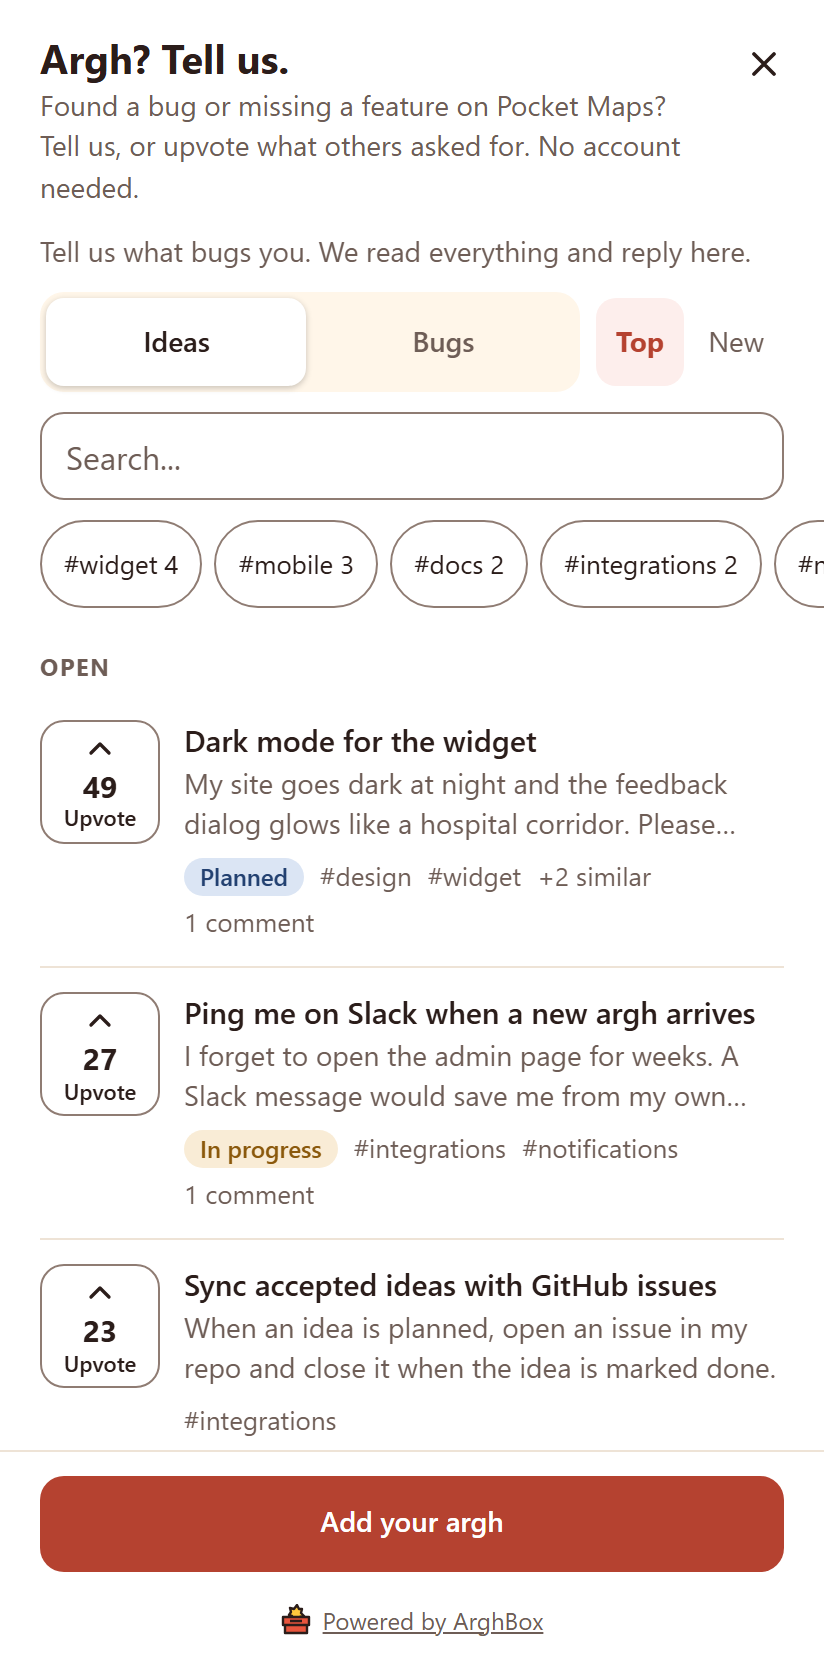 Argh? Tell us.
Found a bug or missing a feature on Pocket Maps?
Tell us, or upvote what others asked for. No account
needed.
Tell us what bugs you. We read everything and reply here.
Ideas Bugs Top New
Search...
#widget 4 #mobile 3 #docs 2 #integrations 2
OPEN
49
Upvote
Dark mode for the widget
My site goes dark at night and the feedback
dialog glows like a hospital corridor. Please...
Planned #design #widget +2 similar
1 comment
27
Upvote
Ping me on Slack when a new argh arrives
I forget to open the admin page for weeks. A
Slack message would save me from my own...
In progress #integrations #notifications
1 comment
23
Upvote
Sync accepted ideas with GitHub issues
When an idea is planned, open an issue in my
repo and close it when the idea is marked done.
#integrations
Add your argh
Powered by ArghBox